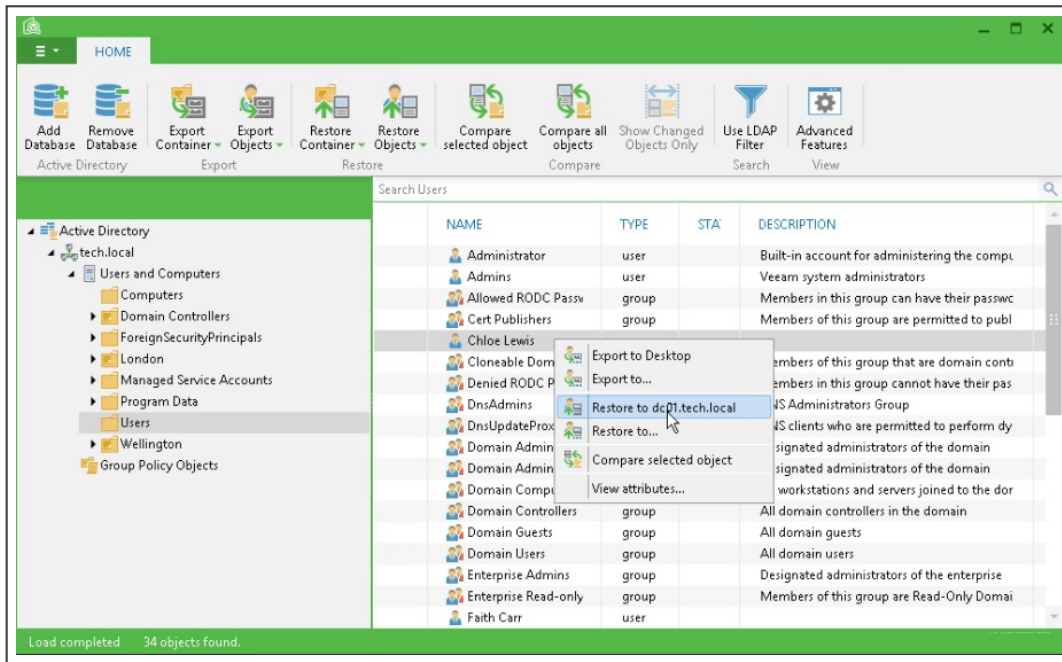 HOME
Add Database
Remove Database
Export Container
Export Objects
Restore Container
Restore Objects
Compare selected object
Compare all objects
Show Changed Objects Only
Use LDAP Filter
Advanced Features
Active Directory
Export
Restore
Compare
Search
View
Search Users
Active Directory
tech.local
Users and Computers
Computers
Domain Controllers
ForeignSecurityPrincipals
London
Managed Service Accounts
Program Data
Users
Wellington
Group Policy Objects
NAME TYPE STA DESCRIPTION
Administrator user Built-in account for administering the compu
Admins user Veeam system administrators
Allowed RODC Passw group Members in this group can have their passwc
Cert Publishers group Members of this group are permitted to publ
Chloe Lewis
Cloneable Dom embers of this group that are domain conti
Denied RODC P embers in this group cannot have their pas
DnsAdmins NS Administrators Group
DnsUpdateProx NS clients who are permitted to perform dy
Domain Admin signated administrators of the domain
Domain Admin signated administrators of the domain
Domain Compu workstations and servers joined to the dor
Domain Controllers group All domain controllers in the domain
Domain Guests group All domain guests
Domain Users group All domain users
Enterprise Admins group Designated administrators of the enterprise
Enterprise Read-only group Members of this group are Read-Only Domai
Faith Carr user
Export to Desktop
Export to...
Restore to dc01.tech.local
Restore to...
Compare selected object
View attributes...
Load completed 34 objects found.